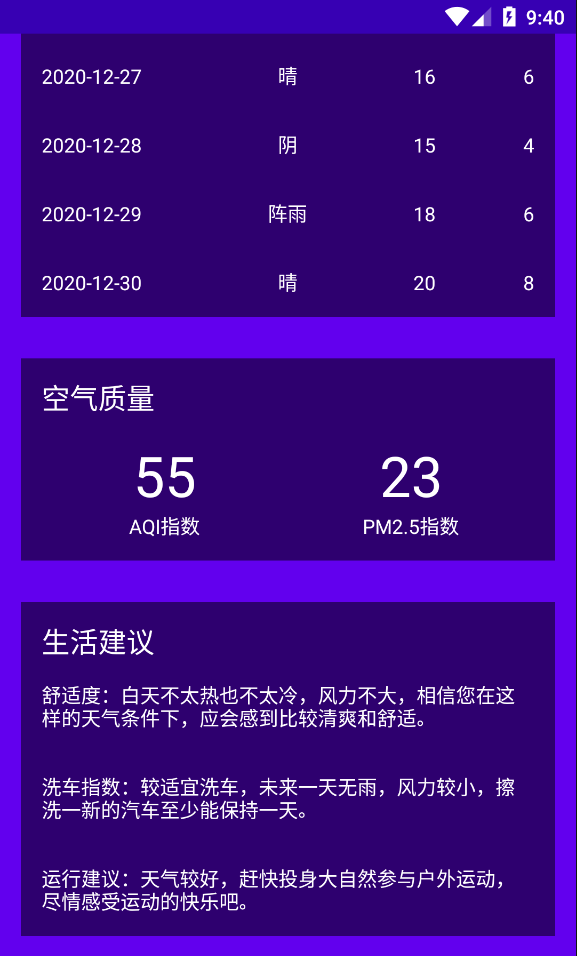 9:40
2020-12-27 晴 16 6
2020-12-28 阴 15 4
2020-12-29 阵雨 18 6
2020-12-30 晴 20 8
空气质量
55 23
AQI指数 PM2.5指数
生活建议
舒适度：白天不太热也不太冷，风力不大，相信您在这
样的天气条件下，应会感到比较清爽和舒适。
洗车指数：较适宜洗车，未来一天无雨，风力较小，擦
洗一新的汽车至少能保持一天。
运行建议：天气较好，赶快投身大自然参与户外运动，
尽情感受运动的快乐吧。